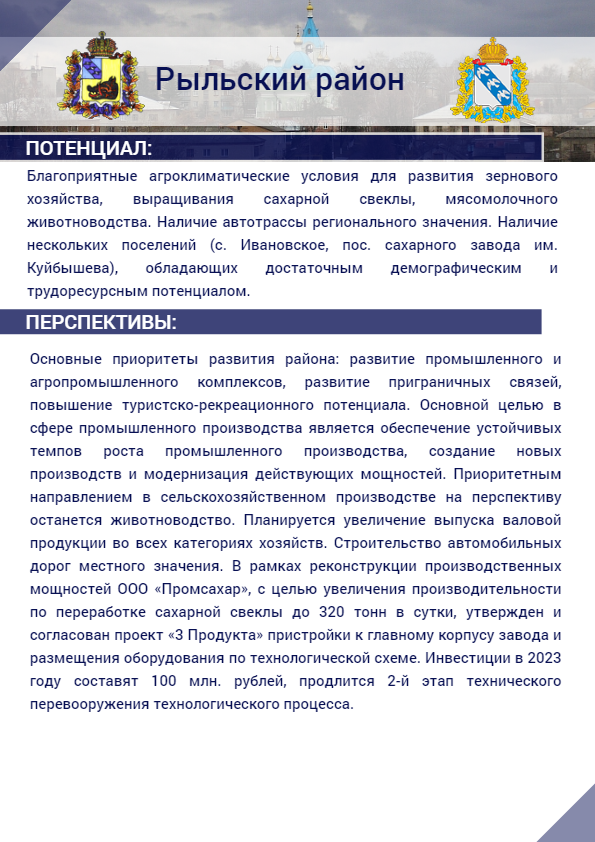 Рыльский район
ПОТЕНЦИАЛ:
Благоприятные агроклиматические условия для развития зернового
хозяйства, выращивания сахарной свеклы, мясомолочного
животноводства. Наличие автотрассы регионального значения. Наличие
нескольких поселений (с. Ивановское, пос. сахарного завода им.
Куйбышева), обладающих достаточным демографическим и
трудоресурсным потенциалом.
ПЕРСПЕКТИВЫ:
Основные приоритеты развития района: развитие промышленного и
агропромышленного комплексов, развитие приграничных связей,
повышение туристско-рекреационного потенциала. Основной целью в
сфере промышленного производства является обеспечение устойчивых
темпов роста промышленного производства, создание новых
производств и модернизация действующих мощностей. Приоритетным
направлением в сельскохозяйственном производстве на перспективу
останется животноводство. Планируется увеличение выпуска валовой
продукции во всех категориях хозяйств. Строительство автомобильных
дорог местного значения. В рамках реконструкции производственных
мощностей ООО «Промсахар», с целью увеличения производительности
по переработке сахарной свеклы до 320 тонн в сутки, утвержден и
согласован проект «3 Продукта» пристройки к главному корпусу завода и
размещения оборудования по технологической схеме. Инвестиции в 2023
году составят 100 млн. рублей, продлится 2-й этап технического
перевооружения технологического процесса.